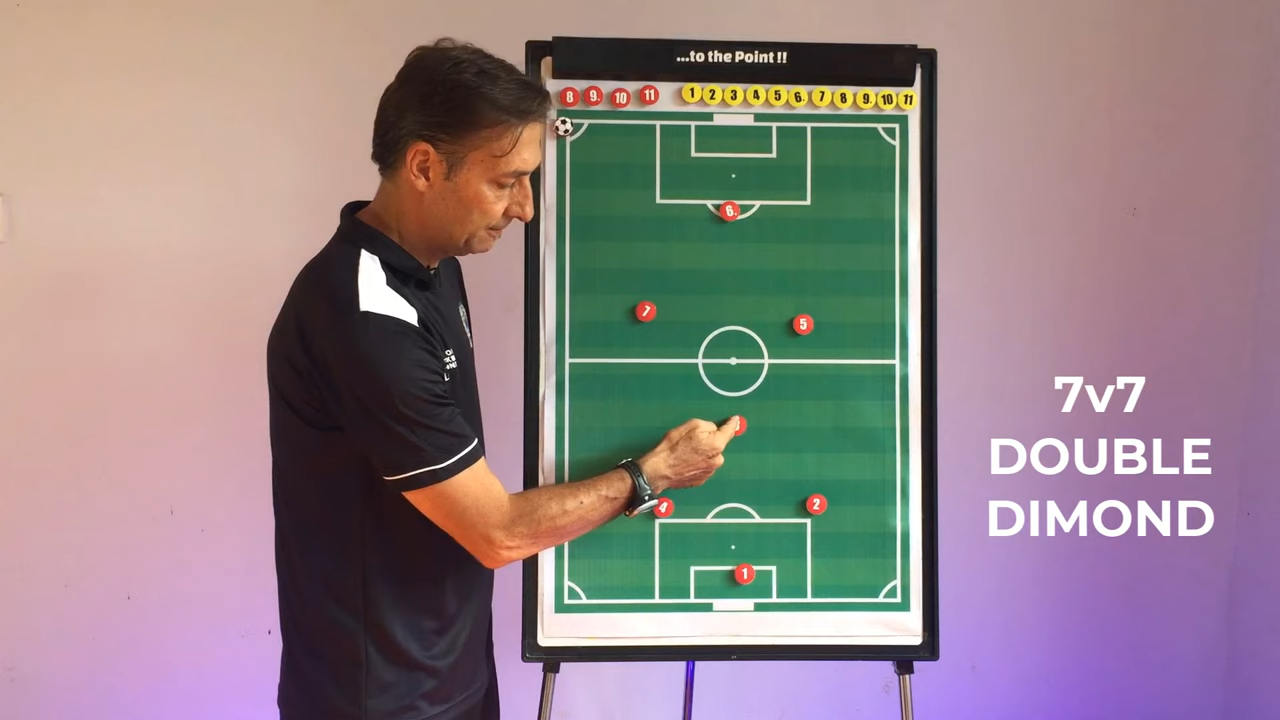 ...to the Point !!
8 9. 10 11 1 2 3 4 5 6. 7 8 9. 10 11
6.
7
5
4
2
1
7v7
DOUBLE
DIMOND